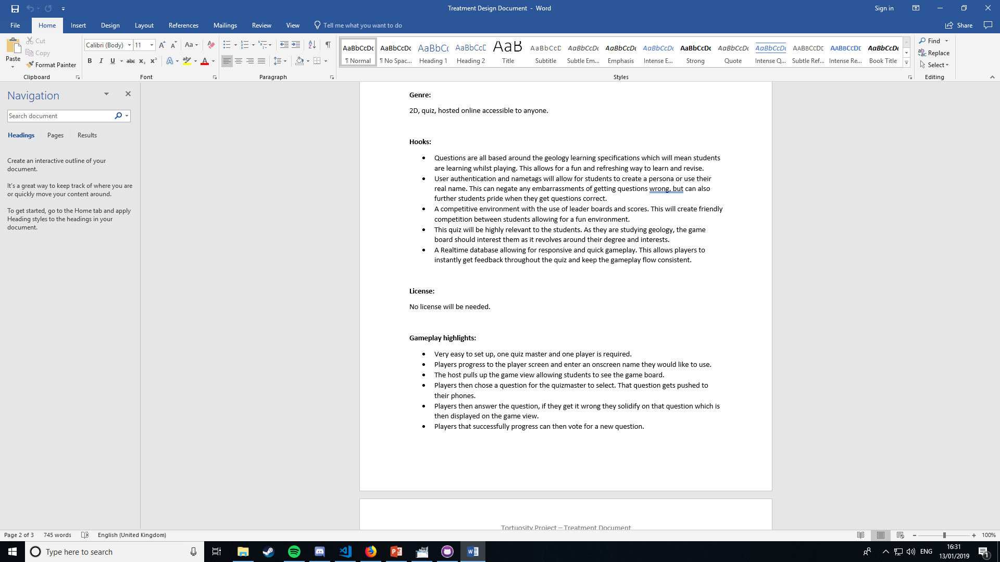 Treatment Design Document - Word
Sign in
File
Home
Insert
Design
Layout
References
Mailings
Review
View
Tell me what you want to do
Share
Paste
Cut
Copy
Format Painter
Clipboard
Calibri (Body)
11
Font
Paragraph
AaBbCcDc
¶ Normal
AaBbCcDc
¶ No Spac...
AaBbCc
Heading 1
AaBbCcD
Heading 2
AaB
Title
AaBbCcD
Subtitle
AaBbCcDc
Subtle Em...
AaBbCcDc
Emphasis
AaBbCcDc
Intense E...
AaBbCcDc
Strong
AaBbCcDc
Quote
AaBbCcDc
Intense Q...
AABBCCDE
Subtle Ref...
AABBCCDE
Intense Re...
AaBbCcDc
Book Title
Styles
Find
Replace
Select
Editing
Navigation
Search document
Headings
Pages
Results
Create an interactive outline of your
document.
It's a great way to keep track of where you are
or quickly move your content around.
To get started, go to the Home tab and apply
Heading styles to the headings in your
document.
Genre:
2D, quiz, hosted online accessible to anyone.
Hooks:
• Questions are all based around the geology learning specifications which will mean students
are learning whilst playing. This allows for a fun and refreshing way to learn and revise.
• User authentication and nametags will allow for students to create a persona or use their
real name. This can negate any embarrassments of getting questions wrong, but can also
further students pride when they get questions correct.
• A competitive environment with the use of leader boards and scores. This will create friendly
competition between students allowing for a fun environment.
• This quiz will be highly relevant to the students. As they are studying geology, the game
board should interest them as it revolves around their degree and interests.
• A Realtime database allowing for responsive and quick gameplay. This allows players to
instantly get feedback throughout the quiz and keep the gameplay flow consistent.
License:
No license will be needed.
Gameplay highlights:
• Very easy to set up, one quiz master and one player is required.
• Players progress to the player screen and enter an onscreen name they would like to use.
• The host pulls up the game view allowing students to see the game board.
• Players then chose a question for the quizmaster to select. That question gets pushed to
their phones.
• Players then answer the question, if they get it wrong they solidify on that question which is
then displayed on the game view.
• Players that successfully progress can then vote for a new question.
Tortuosity Project – Treatment Document
Page 2 of 3
745 words
English (United Kingdom)
100%
Type here to search
ENG
16:31
13/01/2019
1